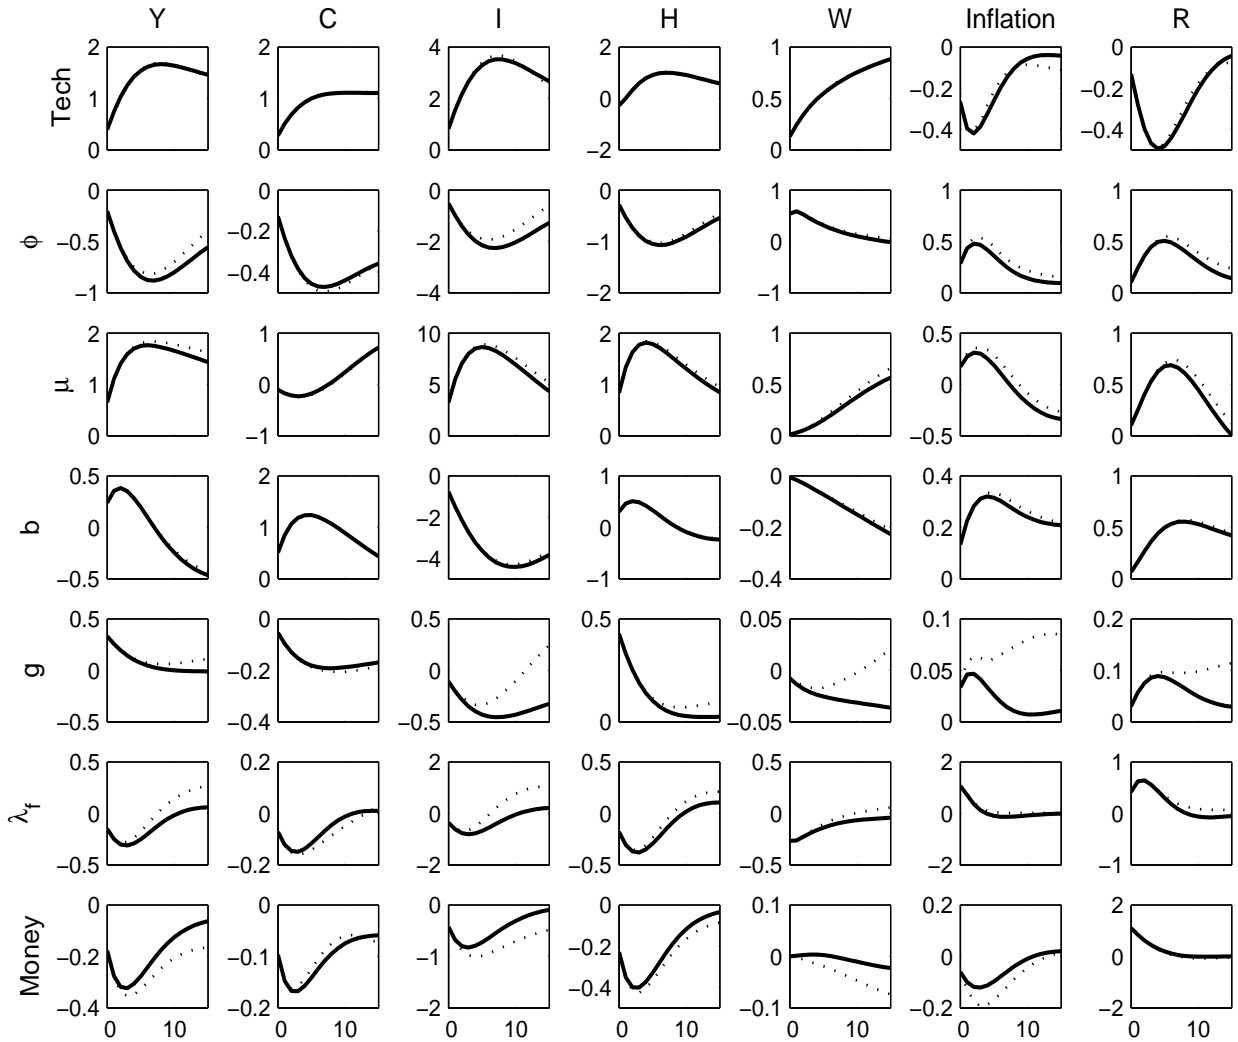 Y C I H W Inflation R
Tech
2 2 4 2 1 0 0
1 1 2 0 0.5 −0.2 −0.2
−0.4 −0.4
0 0 0 −2 0
φ
0 0 0 0 1 1 1
−0.5 −0.2 −2 −1 0 0.5 0.5
−0.4
−1 −4 −2 −1 0 0
μ
2 1 10 2 1 0.5 1
1 0 5 1 0.5 0 0.5
0 −1 0 0 0 −0.5 0
b
0.5 2 0 1 0 0.4 1
0 1 −2 0 −0.2 0.2 0.5
−4
−0.5 0 −1 −0.4 0 0
g
0.5 0 0.5 0.5 0.05 0.1 0.2
0 −0.2 0 0 0.05 0.1
−0.5 −0.4 −0.5 0 −0.05 0 0
λf
0.5 0.2 2 0.5 0.5 2 1
0 0 0 0 0 0 0
−0.5 −0.2 −2 −0.5 −0.5 −2 −1
Money
0 0 0 0 0.1 0.2 2
−0.2 −0.1 −1 −0.2 0 0 0
−0.4
−0.4 −0.2 −2 −0.1 −0.2 −2
0 10 0 10 0 10 0 10 0 10 0 10 0 10